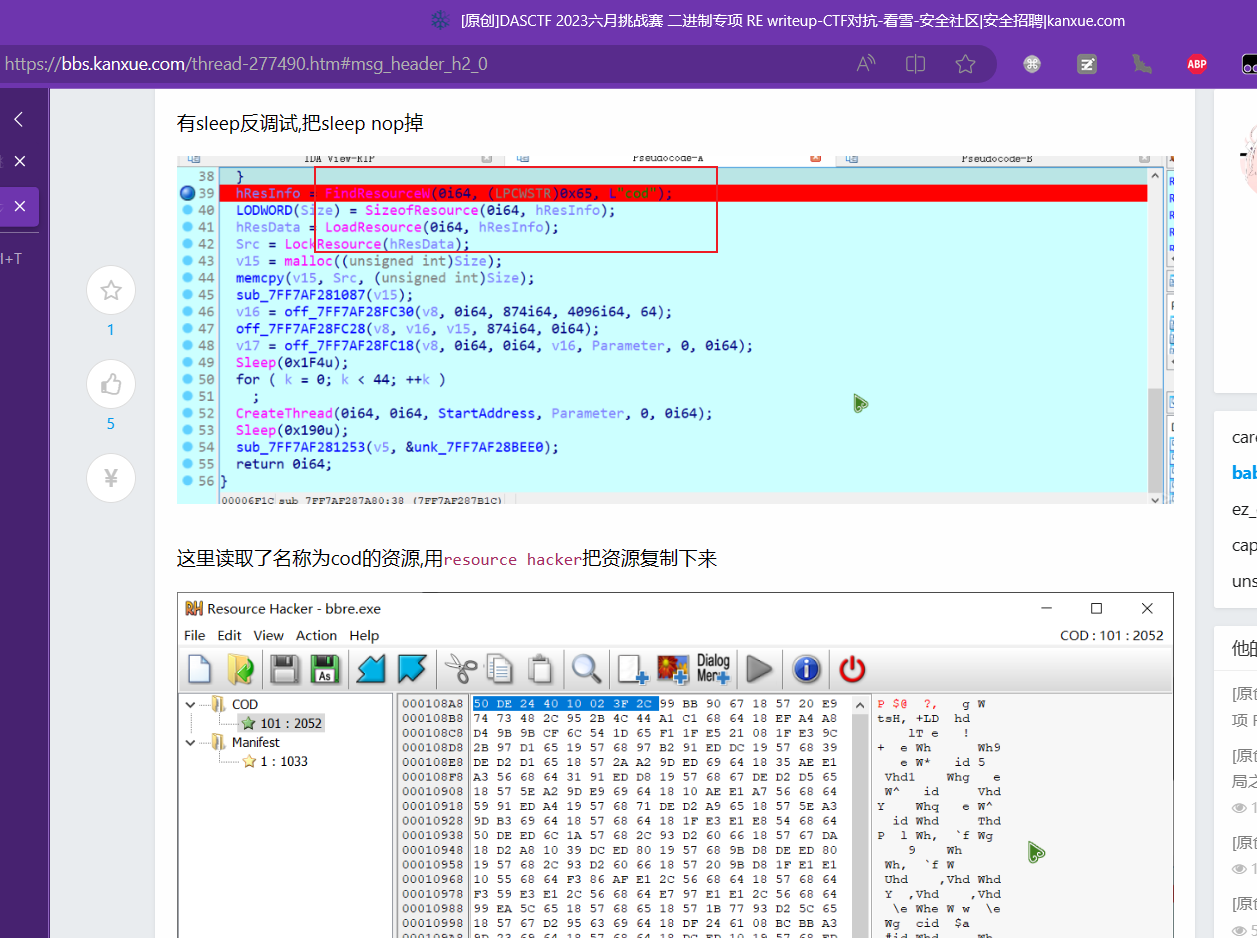 [原创]DASCTF 2023六月挑战赛 二进制专项 RE writeup-CTF对抗-看雪-安全社区|安全招聘|kanxue.com
https://bbs.kanxue.com/thread-277490.htm#msg_header_h2_0
ABP
有sleep反调试,把sleep nop掉
IDA View-RIP Pseudocode-A Pseudocode-B
38 }
39 hResInfo = FindResourceW(0i64, (LPCWSTR)0x65, L"cod");
40 LODWORD(Size) = SizeofResource(0i64, hResInfo);
41 hResData = LoadResource(0i64, hResInfo);
42 Src = LockResource(hResData);
43 v15 = malloc((unsigned int)Size);
44 memcpy(v15, Src, (unsigned int)Size);
45 sub_7FF7AF281087(v15);
46 v16 = off_7FF7AF28FC30(v8, 0i64, 874i64, 4096i64, 64);
47 off_7FF7AF28FC28(v8, v16, v15, 874i64, 0i64);
48 v17 = off_7FF7AF28FC18(v8, 0i64, 0i64, v16, Parameter, 0, 0i64);
49 Sleep(0x1F4u);
50 for ( k = 0; k < 44; ++k )
51 ;
52 CreateThread(0i64, 0i64, StartAddress, Parameter, 0, 0i64);
53 Sleep(0x190u);
54 sub_7FF7AF281253(v5, &unk_7FF7AF28BEE0);
55 return 0i64;
56 }
00006F1C sub_7FF7AF287A80:38 (7FF7AF287B1C)
I+T
1
5
¥
这里读取了名称为cod的资源,用resource hacker把资源复制下来
RH Resource Hacker - bbre.exe
File Edit View Action Help COD : 101 : 2052
As Dialog
COD
101 : 2052
Manifest
1 : 1033
000108A8 50 DE 24 40 10 02 3F 2C 99 BB 90 67 18 57 20 E9 P $@ ?, g W
000108B8 74 73 48 2C 95 2B 4C 44 A1 C1 68 64 18 EF A4 A8 tsH, +LD hd
000108C8 D4 9B 9B CF 6C 54 1D 65 F1 1F E5 21 08 1F E3 9C lT e !
000108D8 2B 97 D1 65 19 57 68 97 B2 91 ED DC 19 57 68 39 + e Wh Wh9
000108E8 DE D2 D1 65 18 57 2A A2 9D ED 69 64 18 35 AE E1 e W* id 5
000108F8 A3 56 68 64 31 91 ED D8 19 57 68 67 DE D2 D5 65 Vhd1 Whg e
00010908 18 57 5E A2 9D E9 69 64 18 10 AE E1 A7 56 68 64 W^ id Vhd
00010918 59 91 ED A4 19 57 68 71 DE D2 A9 65 18 57 5E A3 Y Whq e W^
00010928 9D B3 69 64 18 57 68 64 18 1F E3 E1 E8 54 68 64 id Whd Thd
00010938 50 DE ED 6C 1A 57 68 2C 93 D2 60 66 18 57 67 DA P l Wh, `f Wg
00010948 18 D2 A8 10 39 DC ED 80 19 57 68 9B D8 DE ED 80 9 Wh
00010958 19 57 68 2C 93 D2 60 66 18 57 20 9B D8 1F E1 E1 Wh, `f W
00010968 10 55 68 64 F3 86 AF E1 2C 56 68 64 18 57 68 64 Uhd ,Vhd Whd
00010978 F3 59 E3 E1 2C 56 68 64 E7 97 E1 E1 2C 56 68 64 Y ,Vhd ,Vhd
00010988 99 EA 5C 65 18 57 68 65 18 57 1B 77 93 D2 5C 65 \e Whe W w \e
00010998 18 57 67 D2 95 63 69 64 18 DF 24 61 08 BC BB A3 Wg cid $a
car
bab
ez_
cap
uns
他的